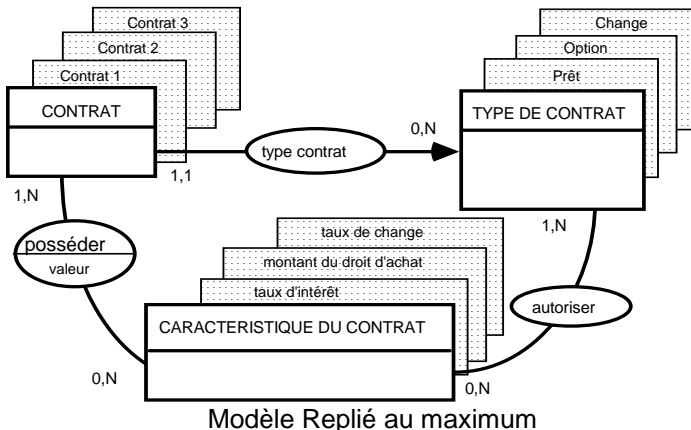 Contrat 3
Contrat 2
Contrat 1
CONTRAT
Change
Option
Prêt
TYPE DE CONTRAT
0,N
type contrat
1,1
1,N
posséder
valeur
1,N
taux de change
montant du droit d'achat
taux d'intérêt
autoriser
CARACTERISTIQUE DU CONTRAT
0,N
0,N
Modèle Replié au maximum